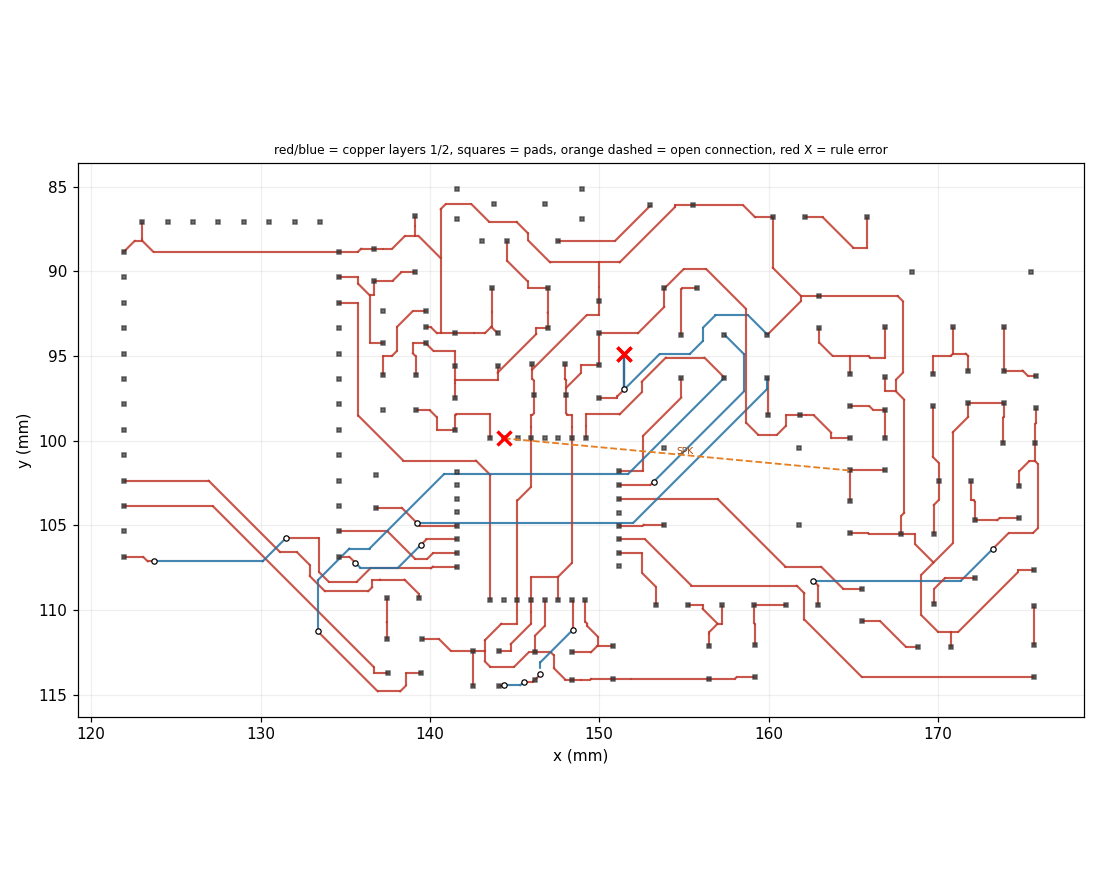 red/blue = copper layers 1/2, squares = pads, orange dashed = open connection, red X = rule error
85
90
95
100
105
110
115
y (mm)
SPK
120 130 140 150 160 170
x (mm)